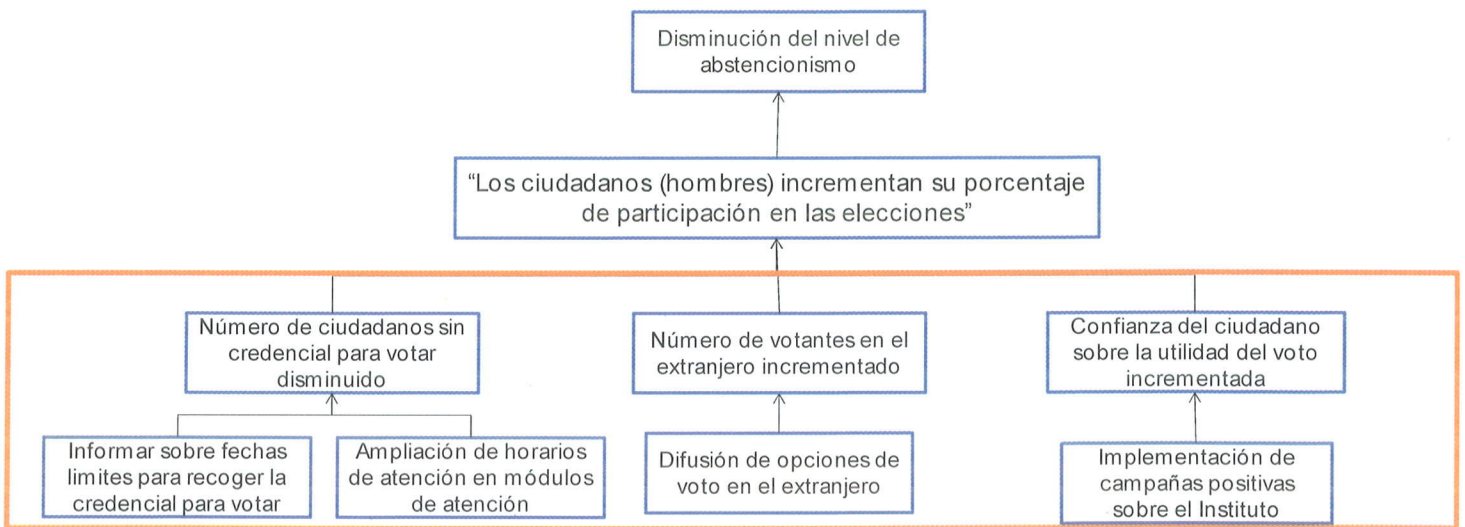 Disminución del nivel de
abstencionismo
“Los ciudadanos (hombres) incrementan su porcentaje
de participación en las elecciones”
Número de ciudadanos sin
credencial para votar
disminuido
Número de votantes en el
extranjero incrementado
Confianza del ciudadano
sobre la utilidad del voto
incrementada
Informar sobre fechas
limites para recoger la
credencial para votar
Ampliación de horarios
de atención en módulos
de atención
Difusión de opciones de
voto en el extranjero
Implementación de
campañas positivas
sobre el Instituto